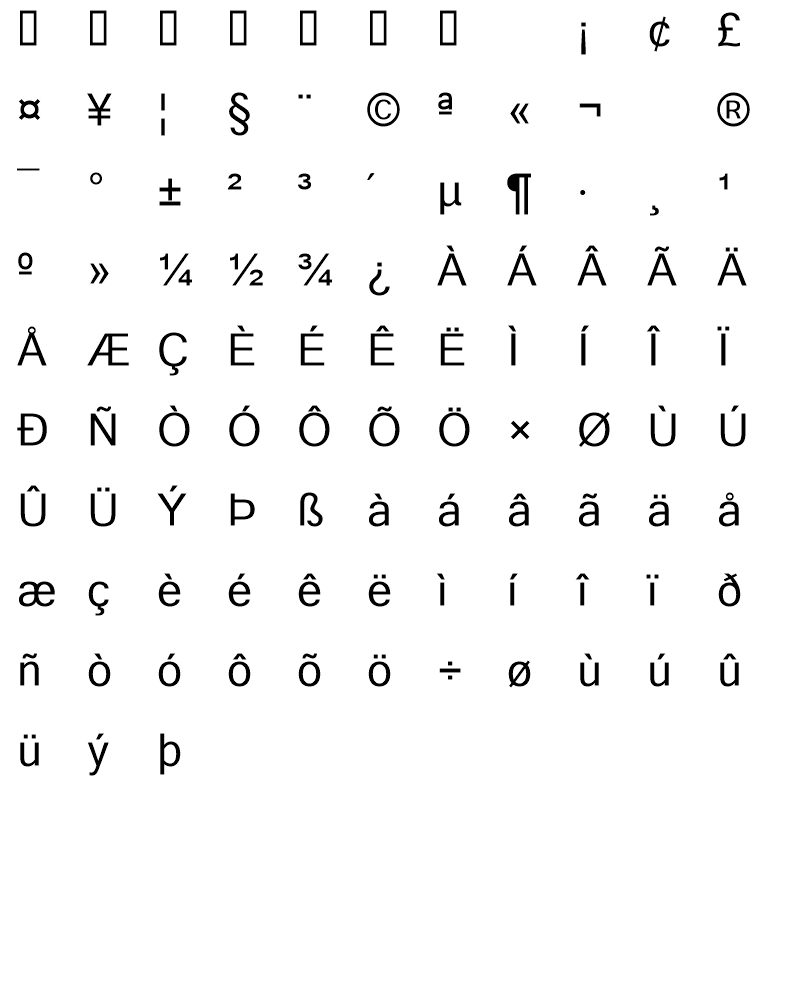 ▯ ▯ ▯ ▯ ▯ ▯ ▯ ¡ ¢ £
¤ ¥ ¦ § ¨ © ª « ¬ ®
¯ ° ± ² ³ ´ µ ¶ · ¸ ¹
º » ¼ ½ ¾ ¿ À Á Â Ã Ä
Å Æ Ç È É Ê Ë Ì Í Î Ï
Ð Ñ Ò Ó Ô Õ Ö × Ø Ù Ú
Û Ü Ý Þ ß à á â ã ä å
æ ç è é ê ë ì í î ï ð
ñ ò ó ô õ ö ÷ ø ù ú û
ü ý þ